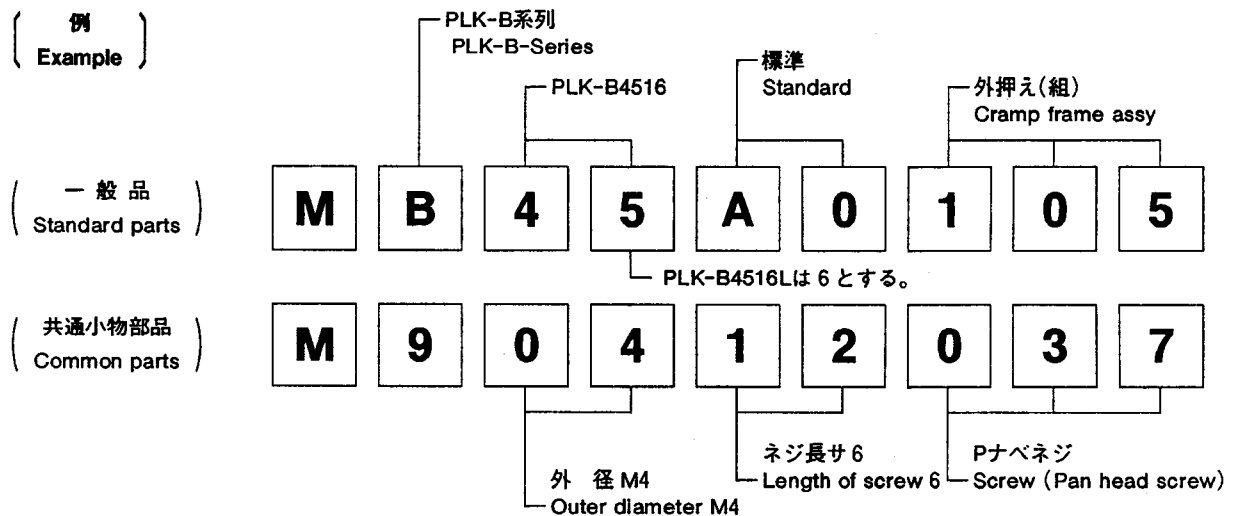 例
Example
PLK-B系列
PLK-B-Series
PLK-B4516
標準
Standard
外押え(組)
Cramp frame assy
一般品
Standard parts
M B 4 5 A 0 1 0 5
PLK-B4516Lは6とする。
共通小物部品
Common parts
M 9 0 4 1 2 0 3 7
外 径 M4
Outer diameter M4
ネジ長サ6
Length of screw 6
Pナベネジ
Screw (Pan head screw)